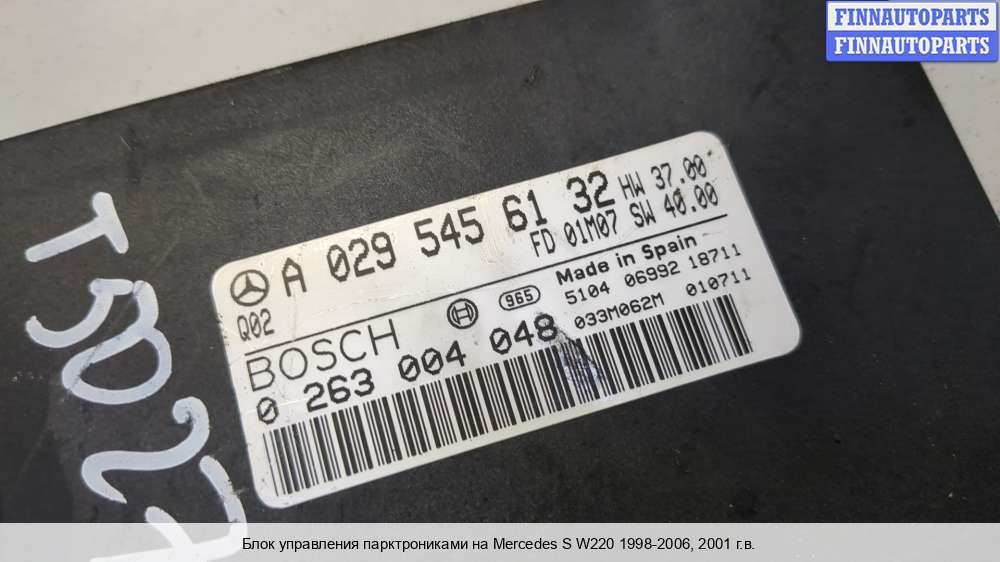 FINNAUTOPARTS
FINNAUTOPARTS
A 029 545 61 32 HW 37.00
FD 01M07 SW 40.00
Q02
Made in Spain
BOSCH 965 5104 06992 18711
0 263 004 048 033M062M 010711
T5D27
Блок управления парктрониками на Mercedes S W220 1998-2006, 2001 г.в.